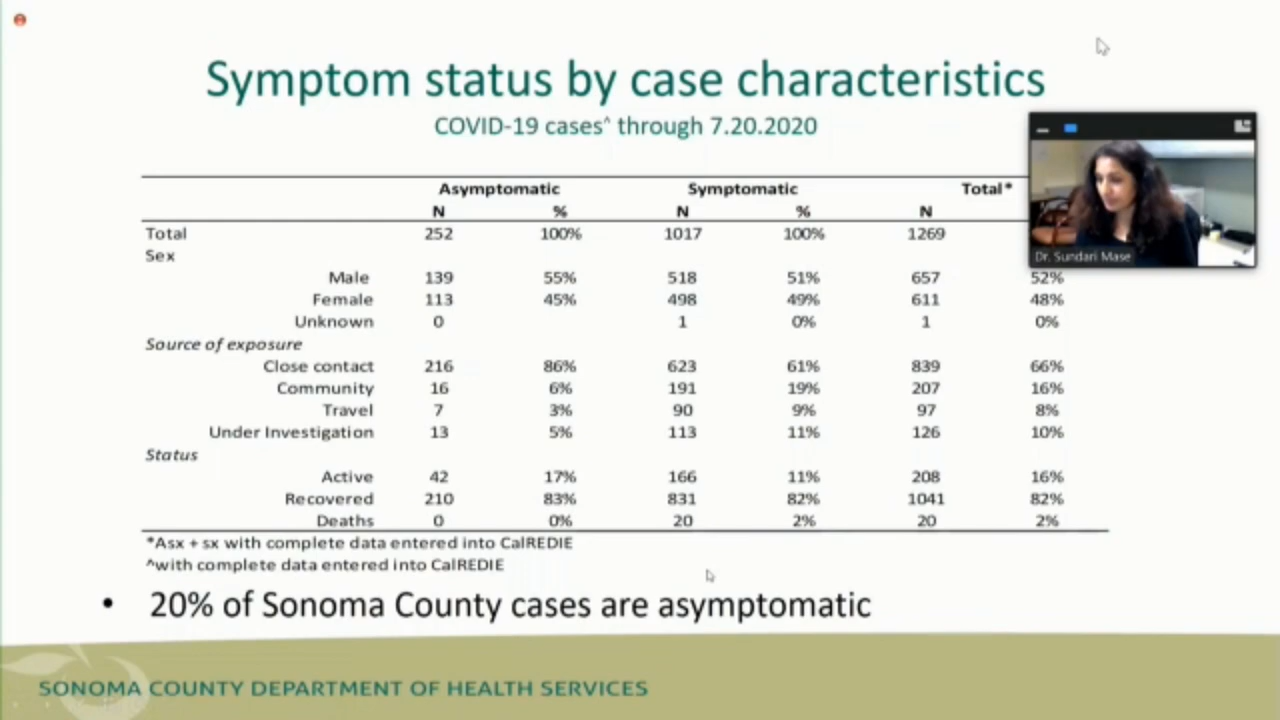 Symptom status by case characteristics
COVID-19 cases^ through 7.20.2020
Asymptomatic Symptomatic Total*
N % N % N
Total 252 100% 1017 100% 1269
Sex
Male 139 55% 518 51% 657 52%
Female 113 45% 498 49% 611 48%
Unknown 0 1 0% 1 0%
Source of exposure
Close contact 216 86% 623 61% 839 66%
Community 16 6% 191 19% 207 16%
Travel 7 3% 90 9% 97 8%
Under Investigation 13 5% 113 11% 126 10%
Status
Active 42 17% 166 11% 208 16%
Recovered 210 83% 831 82% 1041 82%
Deaths 0 0% 20 2% 20 2%
*Asx + sx with complete data entered into CalREDIE
^with complete data entered into CalREDIE
• 20% of Sonoma County cases are asymptomatic
SONOMA COUNTY DEPARTMENT OF HEALTH SERVICES
Dr. Sundari Mase